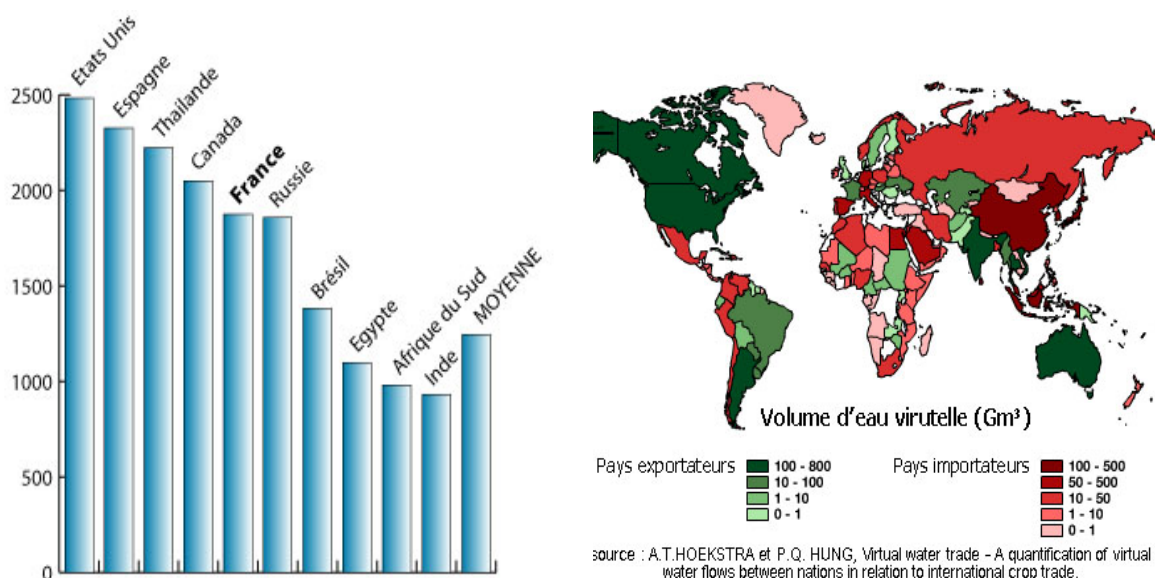 Etats Unis
Espagne
Thailande
Canada
France
Russie
Brésil
Egypte
Afrique du Sud
Inde
MOYENNE
2500
2000
1500
1000
500
0
Volume d'eau virutelle (Gm³)
Pays exportateurs
100 - 800
10 - 100
1 - 10
0 - 1
Pays importateurs
100 - 500
50 - 500
10 - 50
1 - 10
0 - 1
source : A.T.HOEKSTRA et P.Q. HUNG, Virtual water trade - A quantification of virtual
water flows between nations in relation to international crop trade.